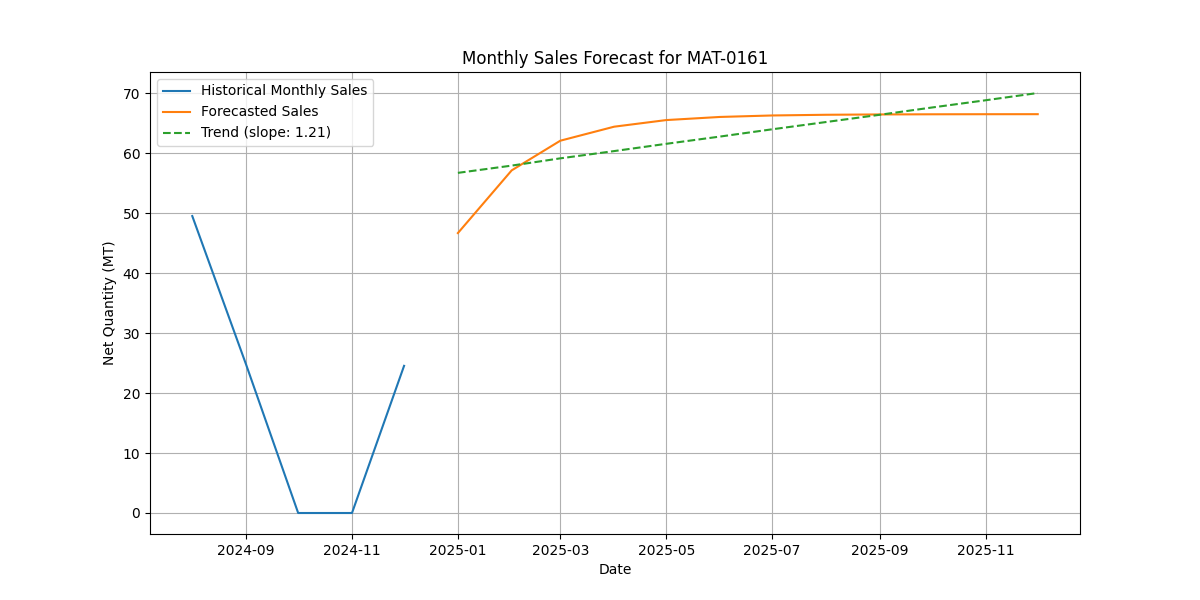 Monthly Sales Forecast for MAT-0161
Historical Monthly Sales
Forecasted Sales
Trend (slope: 1.21)
Net Quantity (MT)
70
60
50
40
30
20
10
0
2024-09 2024-11 2025-01 2025-03 2025-05 2025-07 2025-09 2025-11
Date